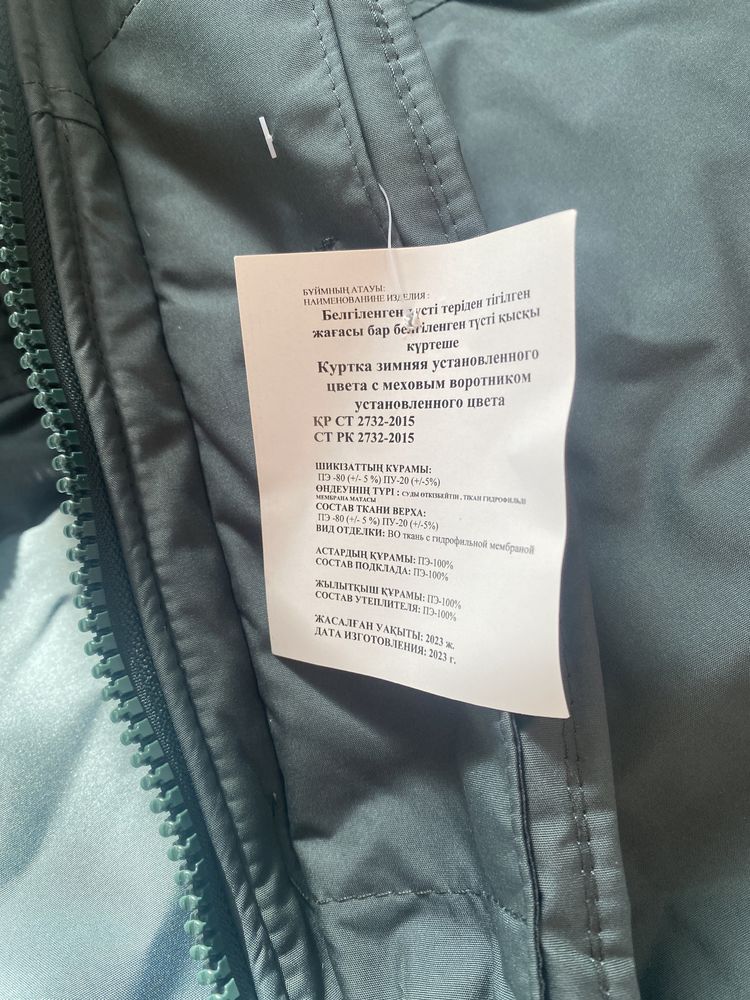 БҰЙМНЫҢ АТАУЫ:
НАИМЕНОВАНИНЕ ИЗДЕЛИЯ :
Белгіленген түсті теріден тігілген
жағасы бар белгіленген түсті қысқы
күртеше
Куртка зимняя установленного
цвета с меховым воротником
установленного цвета
ҚР СТ 2732-2015
СТ РК 2732-2015
ШИКІЗАТТЫҢ ҚҰРАМЫ:
ПЭ -80 (+/- 5 %) ПУ-20 (+/-5%)
ӨНДЕУІНІҢ ТҮРІ : СУДЫ ӨТКІЗБЕЙТІН , ТІКАН ГИДРОФИЛЬДІ
МЕМБРАНА МАТАСЫ
СОСТАВ ТКАНИ ВЕРХА:
ПЭ -80 (+/- 5 %) ПУ-20 (+/-5%)
ВИД ОТДЕЛКИ: ВО ткань с гидрофильной мембраной
АСТАРДЫҢ ҚҰРАМЫ: ПЭ-100%
СОСТАВ ПОДКЛАДА: ПЭ-100%
ЖЫЛЫТҚЫШ ҚҰРАМЫ: ПЭ-100%
СОСТАВ УТЕПЛИТЕЛЯ: ПЭ-100%
ЖАСАЛҒАН УАҚЫТЫ: 2023 ж.
ДАТА ИЗГОТОВЛЕНИЯ: 2023 г.